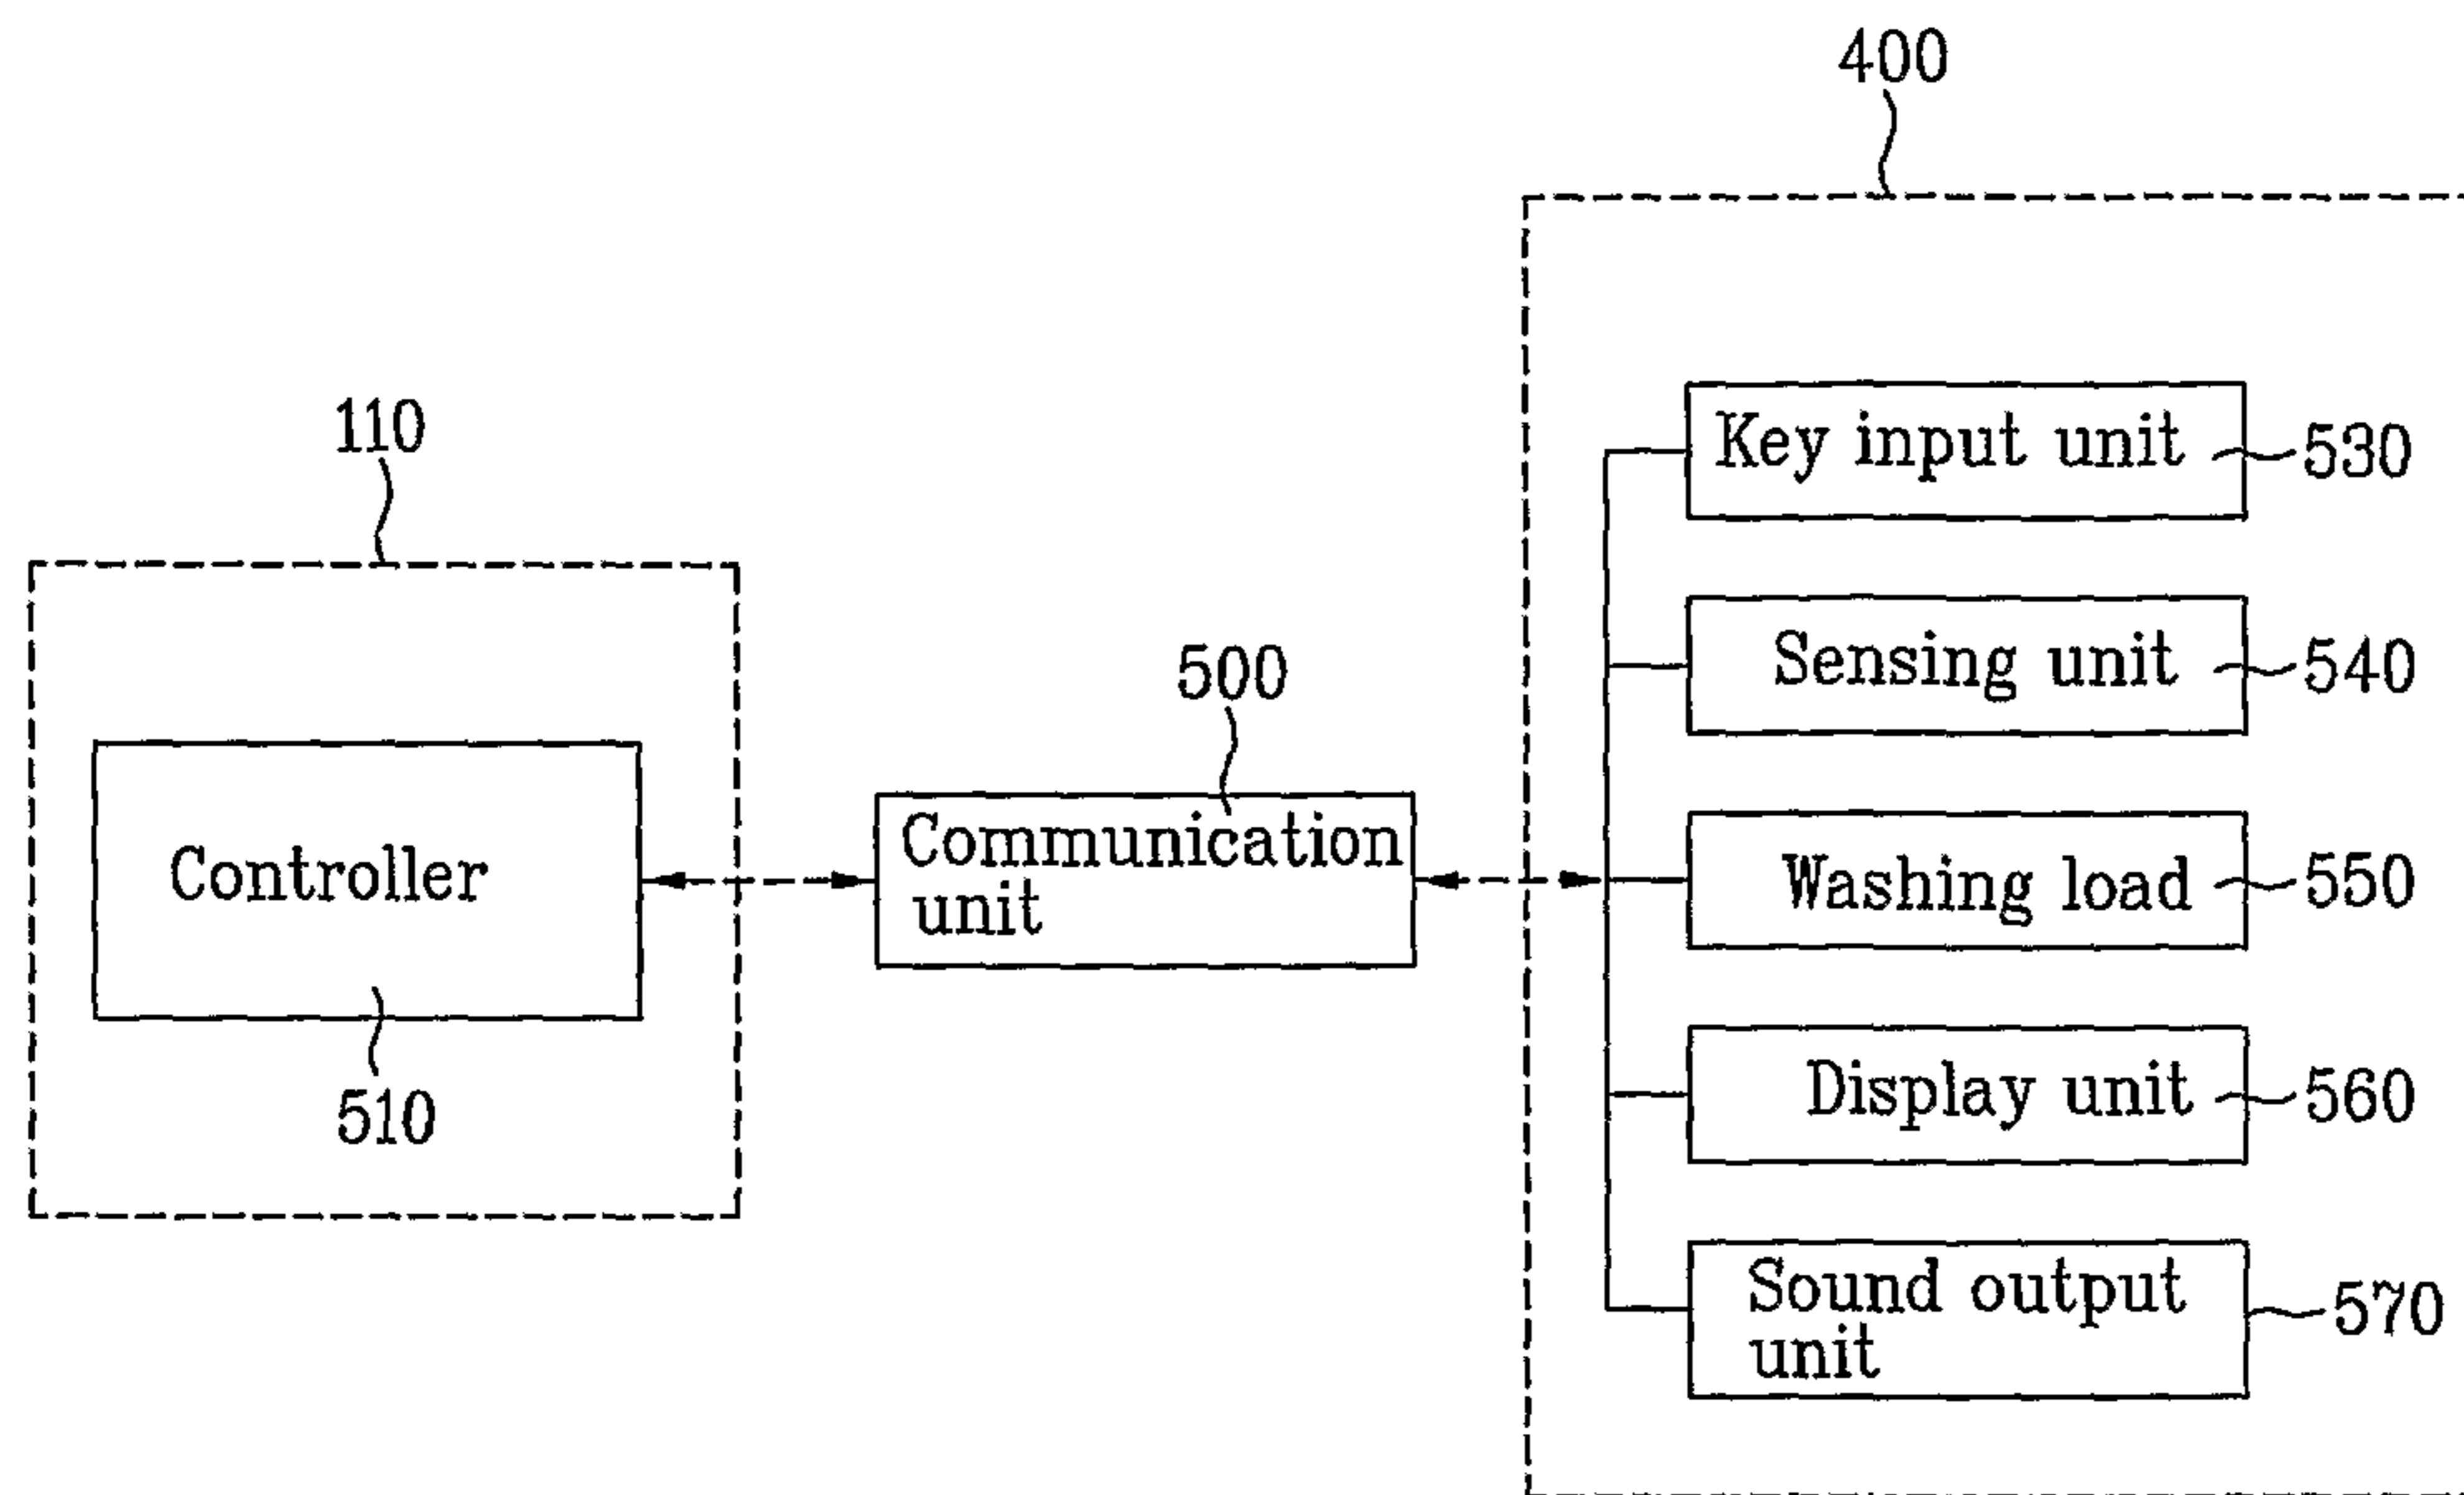 400
110
Key input unit
530
Sensing unit
540
500
Communication
unit
Controller
Washing load
550
510
Display unit
560
Sound output
unit
570